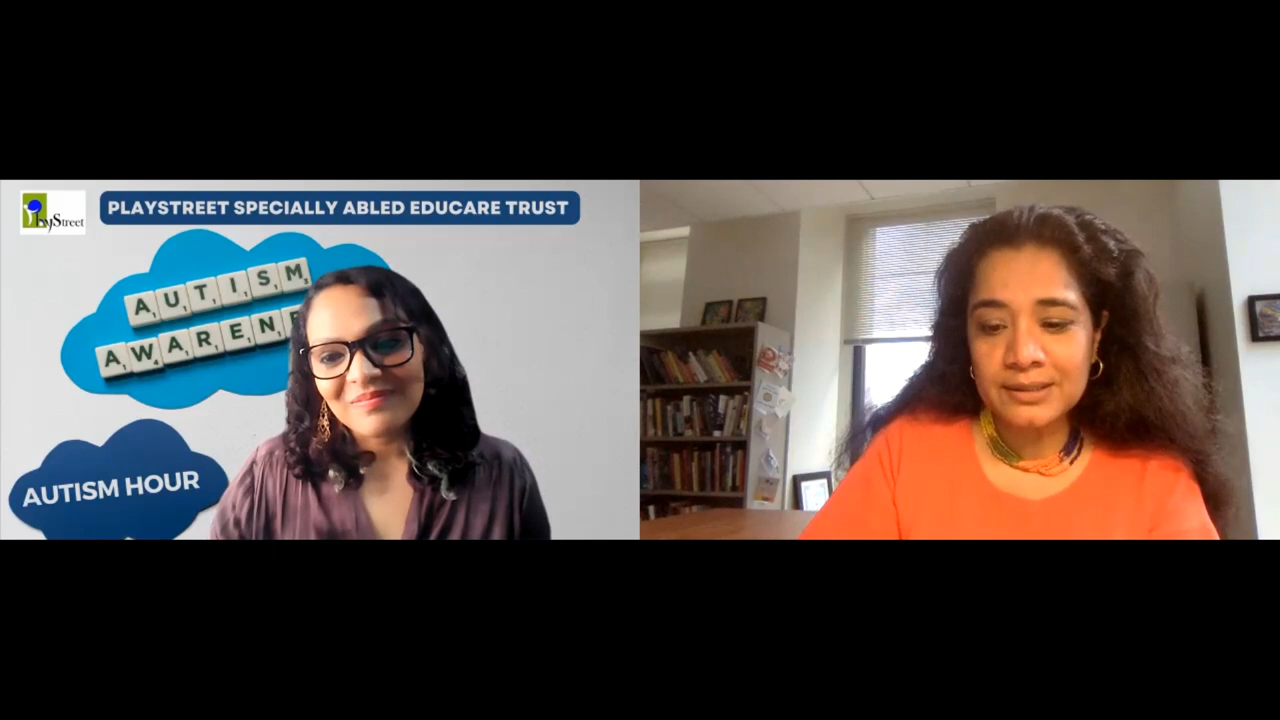 PlayStreet
PLAYSTREET SPECIALLY ABLED EDUCARE TRUST
AUTISM
AWARENE
AUTISM HOUR